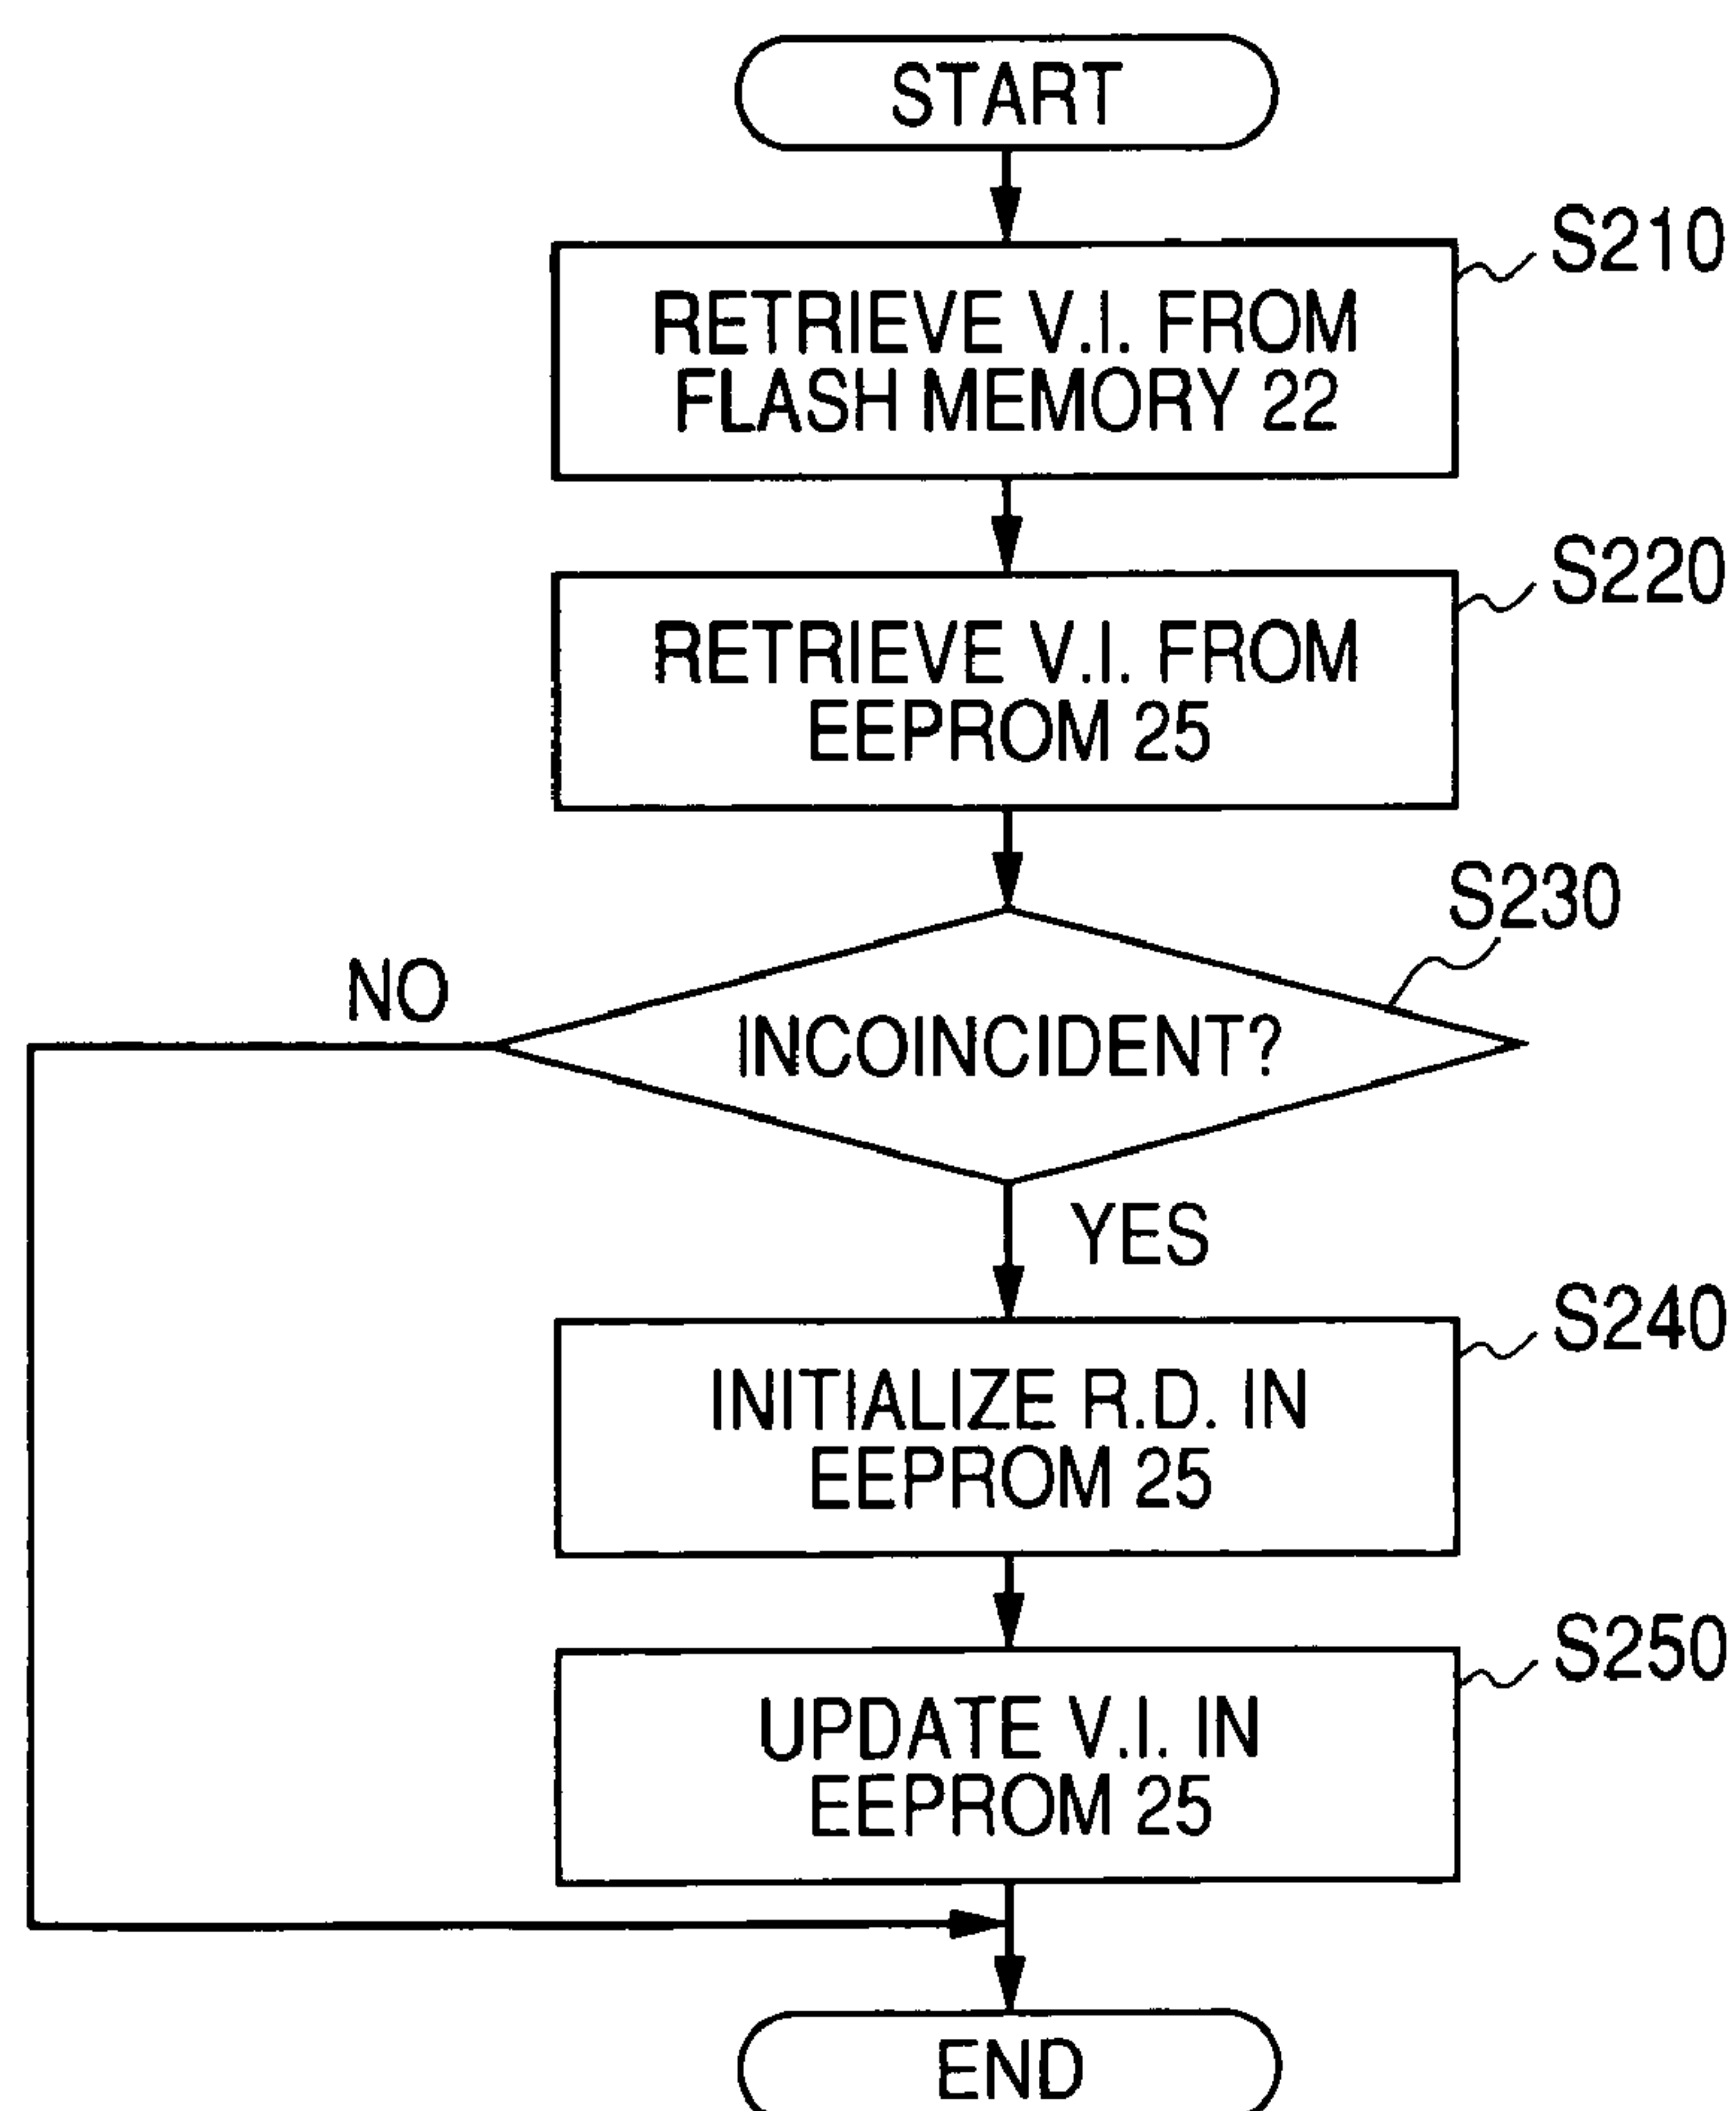 START
S210
RETRIEVE V.I. FROM
FLASH MEMORY 22
S220
RETRIEVE V.I. FROM
EEPROM 25
S230
NO
INCOINCIDENT?
YES
S240
INITIALIZE R.D. IN
EEPROM 25
S250
UPDATE V.I. IN
EEPROM 25
END